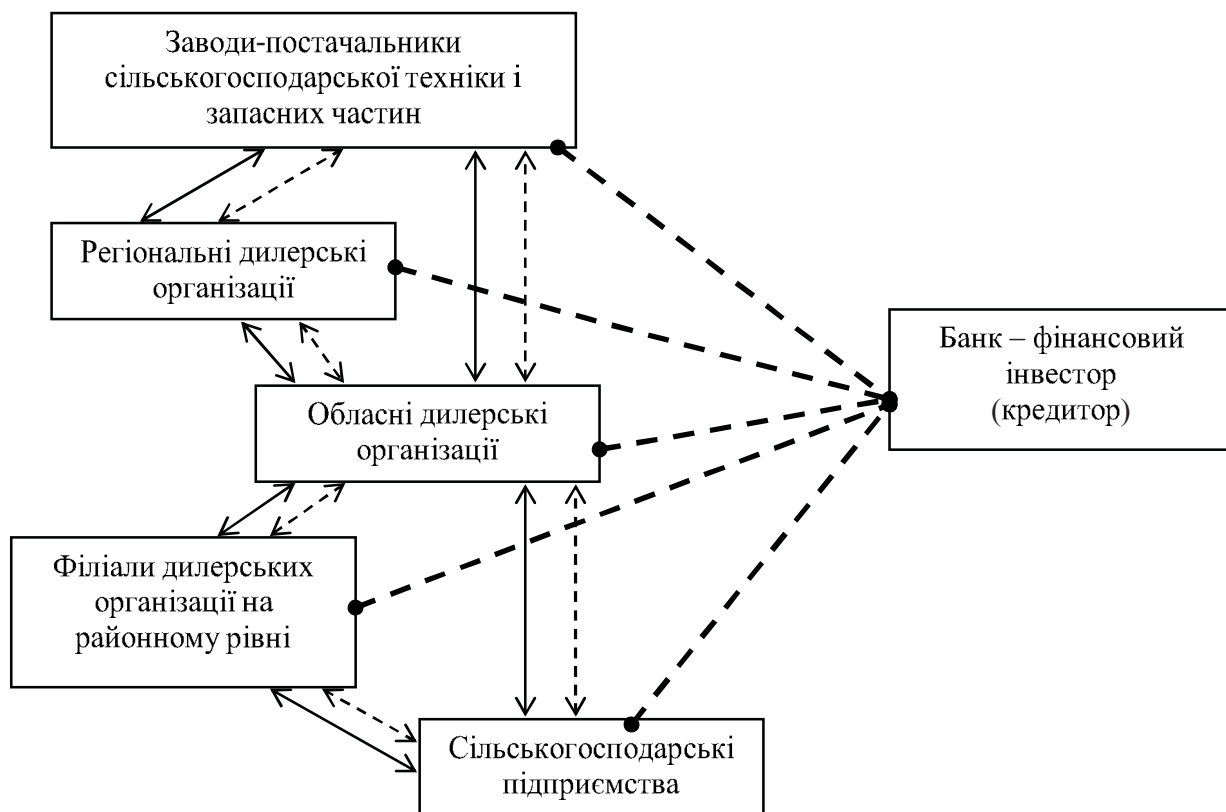 Заводи-постачальники
сільськогосподарської техніки і
запасних частин
Регіональні дилерські
організації
Банк – фінансовий
інвестор
(кредитор)
Обласні дилерські
організації
Філіали дилерських
організації на
районному рівні
Сільськогосподарські
підприємства